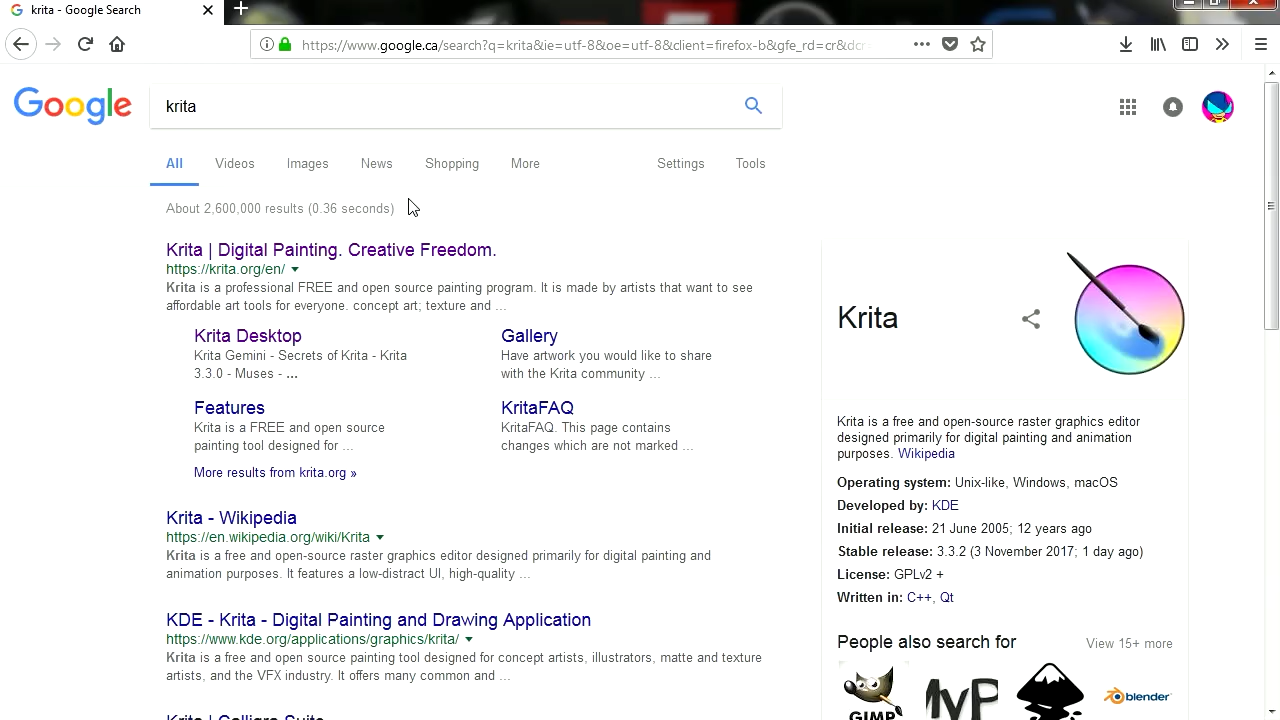 krita - Google Search
https://www.google.ca/search?q=krita&ie=utf-8&oe=utf-8&client=firefox-b&gfe_rd=cr&dcr
Google
krita
All Videos Images News Shopping More Settings Tools
About 2,600,000 results (0.36 seconds)
Krita | Digital Painting. Creative Freedom.
https://krita.org/en/
Krita is a professional FREE and open source painting program. It is made by artists that want to see
affordable art tools for everyone. concept art; texture and ...
Krita Desktop
Krita Gemini - Secrets of Krita - Krita
3.3.0 - Muses - ...
Gallery
Have artwork you would like to share
with the Krita community ...
Features
Krita is a FREE and open source
painting tool designed for ...
KritaFAQ
KritaFAQ. This page contains
changes which are not marked ...
More results from krita.org »
Krita - Wikipedia
https://en.wikipedia.org/wiki/Krita
Krita is a free and open-source raster graphics editor designed primarily for digital painting and
animation purposes. It features a low-distract UI, high-quality ...
KDE - Krita - Digital Painting and Drawing Application
https://www.kde.org/applications/graphics/krita/
Krita is a free and open source painting tool designed for concept artists, illustrators, matte and texture
artists, and the VFX industry. It offers many common and ...
Krita | Calligra Suite
Krita
Krita is a free and open-source raster graphics editor
designed primarily for digital painting and animation
purposes. Wikipedia
Operating system: Unix-like, Windows, macOS
Developed by: KDE
Initial release: 21 June 2005; 12 years ago
Stable release: 3.3.2 (3 November 2017; 1 day ago)
License: GPLv2 +
Written in: C++, Qt
People also search for View 15+ more
GIMP
MyP
blender